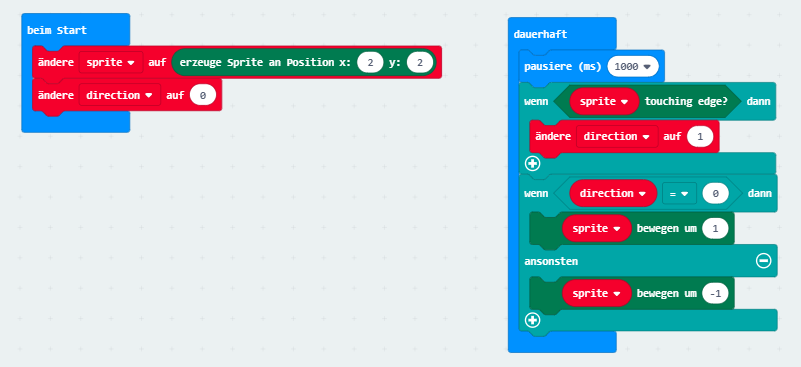 beim Start
ändere sprite auf erzeuge Sprite an Position x: 2 y: 2
ändere direction auf 0
dauerhaft
pausiere (ms) 1000
wenn sprite touching edge? dann
ändere direction auf 1
wenn direction = 0 dann
sprite bewegen um 1
ansonsten
sprite bewegen um -1